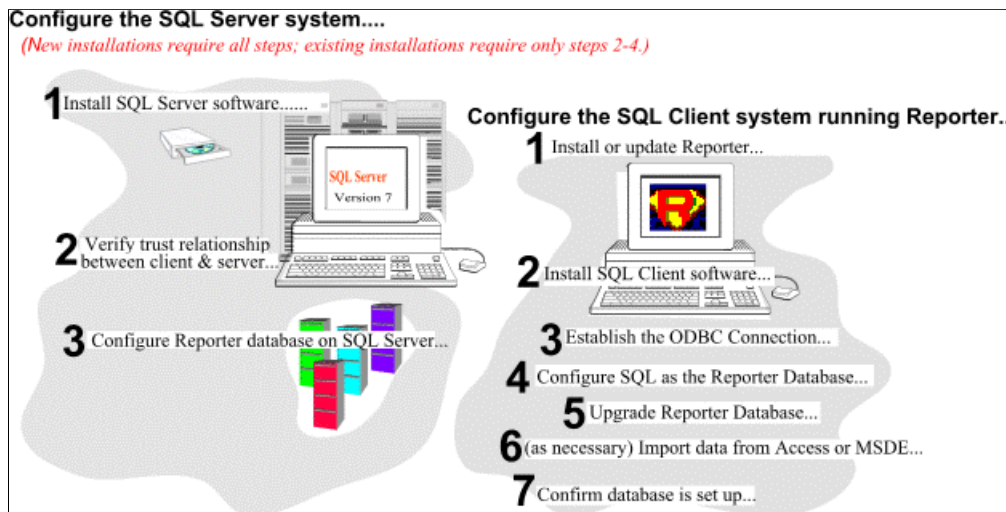 Configure the SQL Server system....
(New installations require all steps; existing installations require only steps 2-4.)
1 Install SQL Server software......
SQL Server
Version 7
2 Verify trust relationship
between client & server...
3 Configure Reporter database on SQL Server...
Configure the SQL Client system running Reporter..
1 Install or update Reporter...
R
2 Install SQL Client software...
3 Establish the ODBC Connection...
4 Configure SQL as the Reporter Database...
5 Upgrade Reporter Database...
6 (as necessary) Import data from Access or MSDE...
7 Confirm database is set up...